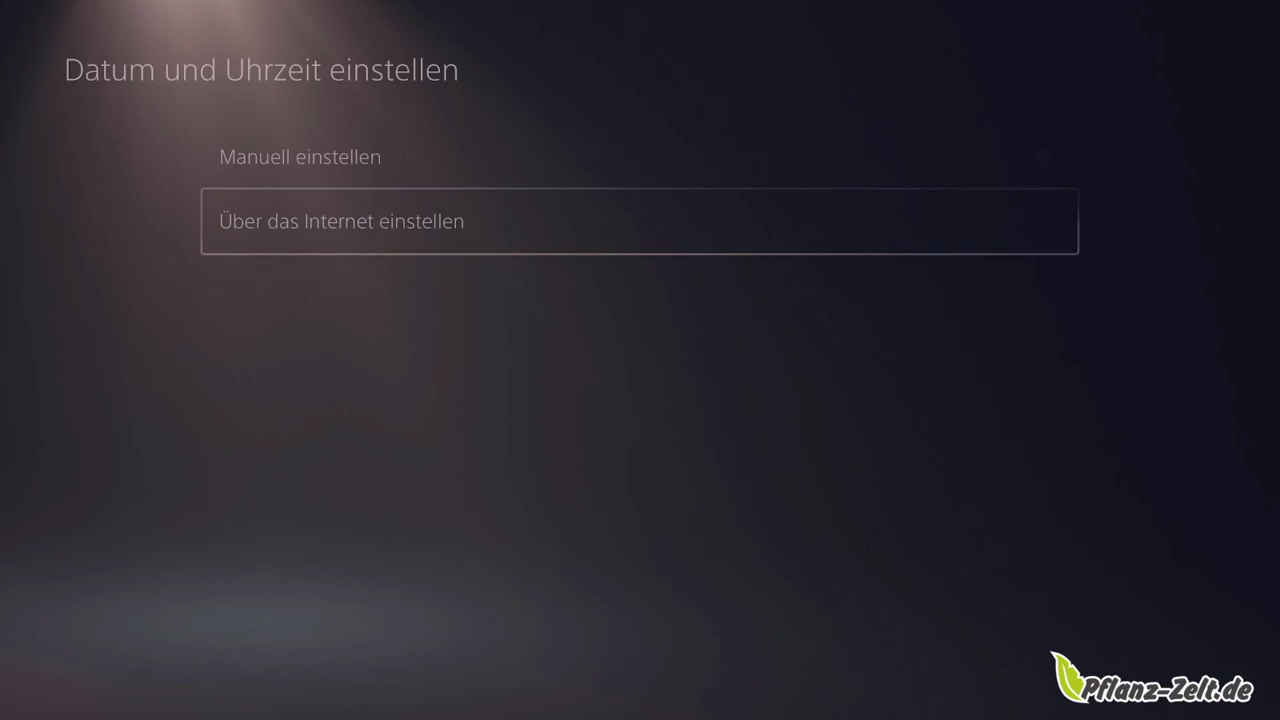 Datum und Uhrzeit einstellen
Manuell einstellen
Über das Internet einstellen
Pflanz-Zelt.de